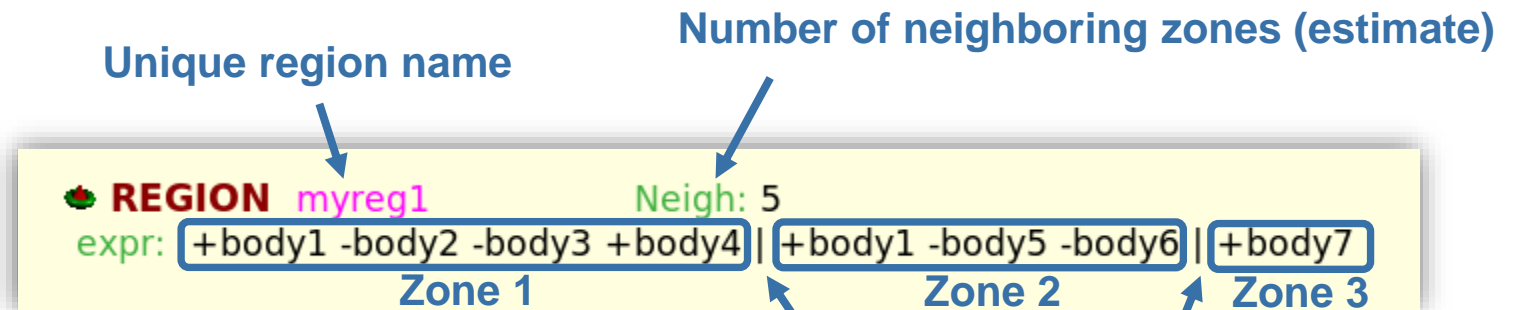 Number of neighboring zones (estimate)
Unique region name
REGION myreg1 Neigh: 5
expr: +body1 -body2 -body3 +body4 | +body1 -body5 -body6 | +body7
Zone 1 Zone 2 Zone 3